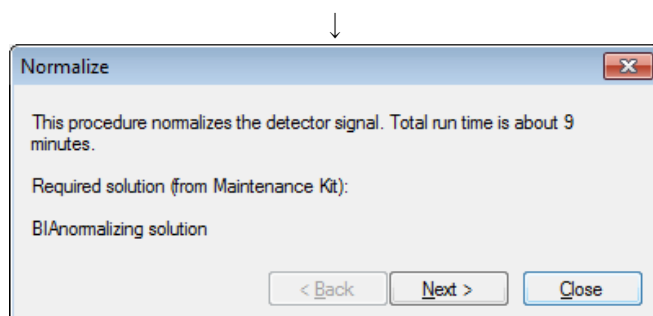 ↓
Normalize
This procedure normalizes the detector signal. Total run time is about 9
minutes.
Required solution (from Maintenance Kit):
BIAnormalizing solution
< Back Next > Close